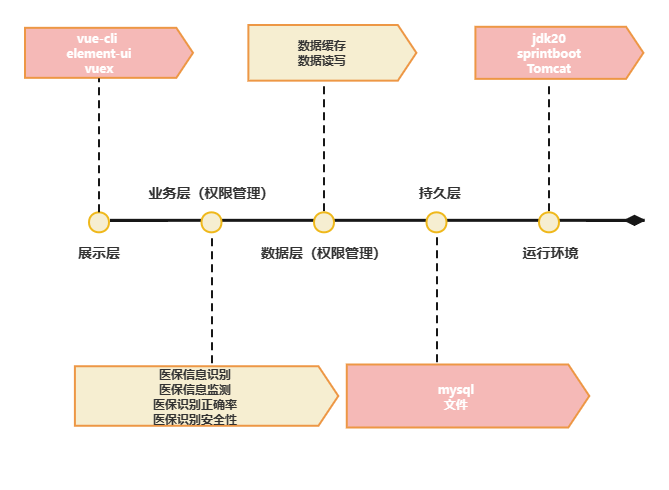 vue-cli
element-ui
vuex
数据缓存
数据读写
jdk20
sprintboot
Tomcat
业务层（权限管理）
持久层
展示层
数据层（权限管理）
运行环境
医保信息识别
医保信息监测
医保识别正确率
医保识别安全性
mysql
文件